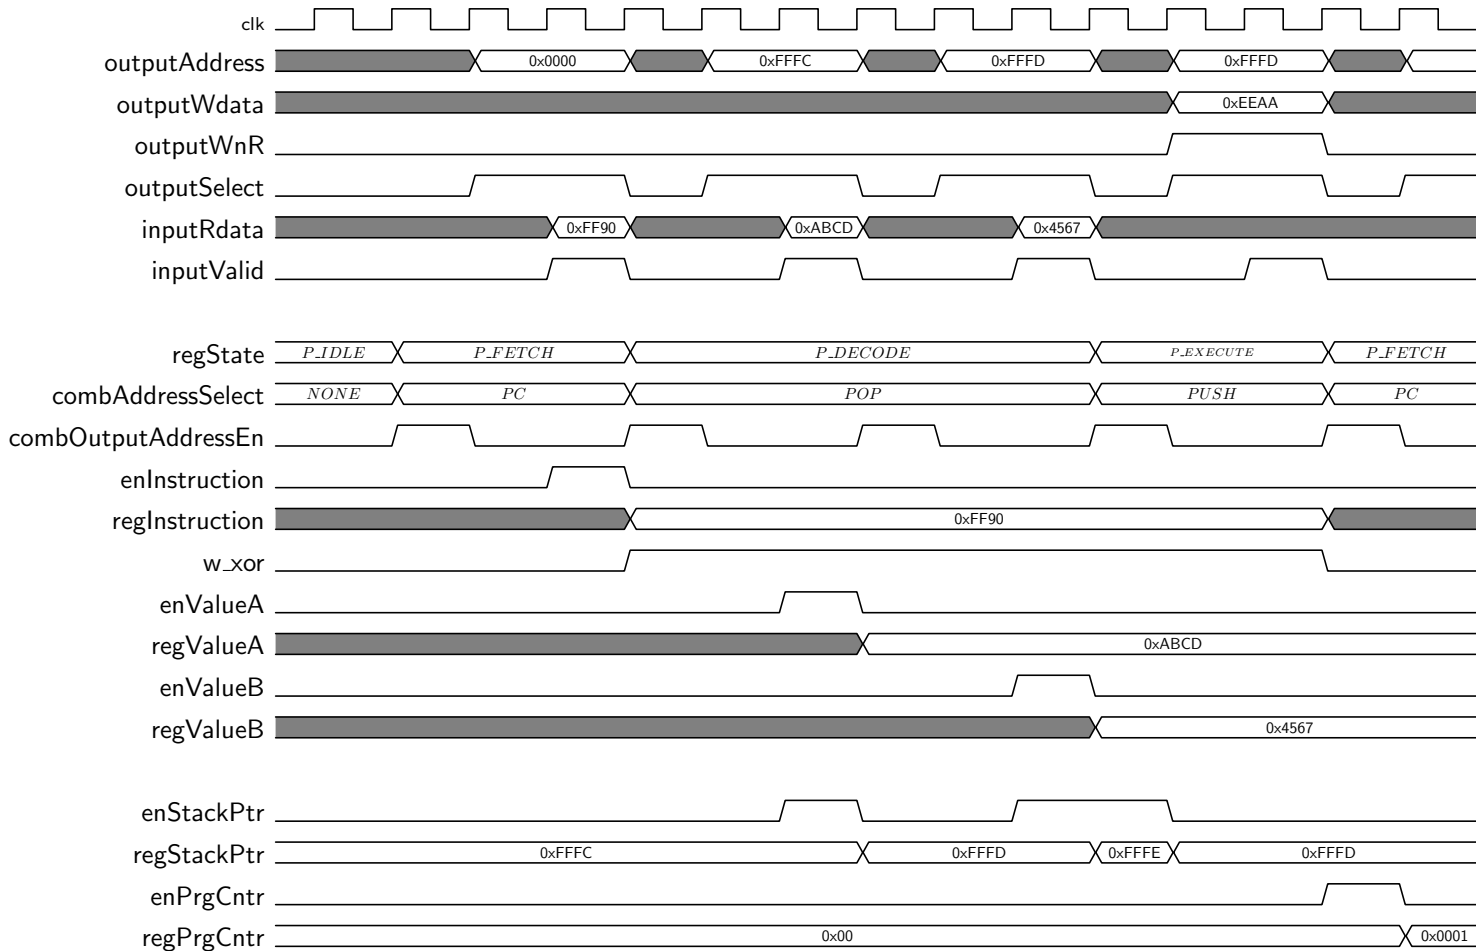 clk
outputAddress 0x0000 0xFFFC 0xFFFD 0xFFFD
outputWdata 0xEEAA
outputWnR
outputSelect
inputRdata 0xFF90 0xABCD 0x4567
inputValid
regState P_IDLE P_FETCH P_DECODE P_EXECUTE P_FETCH
combAddressSelect NONE PC POP PUSH PC
combOutputAddressEn
enInstruction
regInstruction 0xFF90
w_xor
enValueA
regValueA 0xABCD
enValueB
regValueB 0x4567
enStackPtr
regStackPtr 0xFFFC 0xFFFD 0xFFFE 0xFFFD
enPrgCntr
regPrgCntr 0x00 0x0001